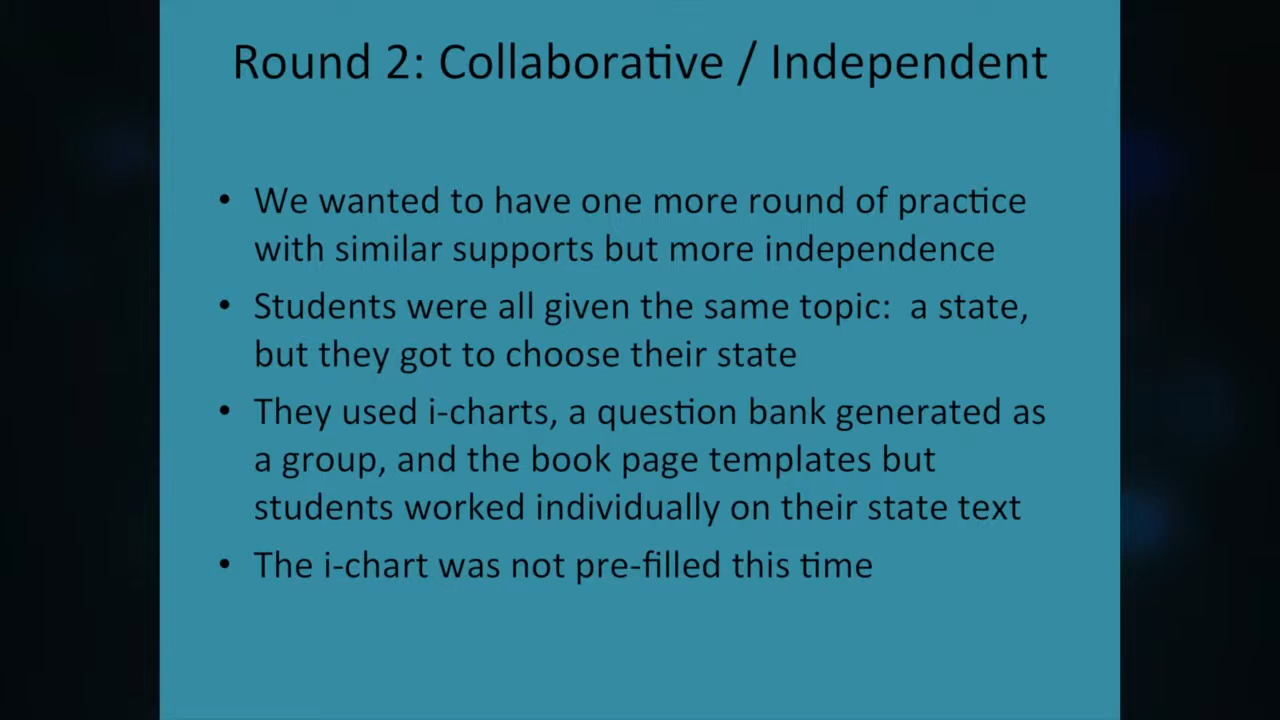 Round 2: Collaborative / Independent
• We wanted to have one more round of practice
with similar supports but more independence
• Students were all given the same topic:  a state,
but they got to choose their state
• They used i-charts, a question bank generated as
a group, and the book page templates but
students worked individually on their state text
• The i-chart was not pre-filled this time